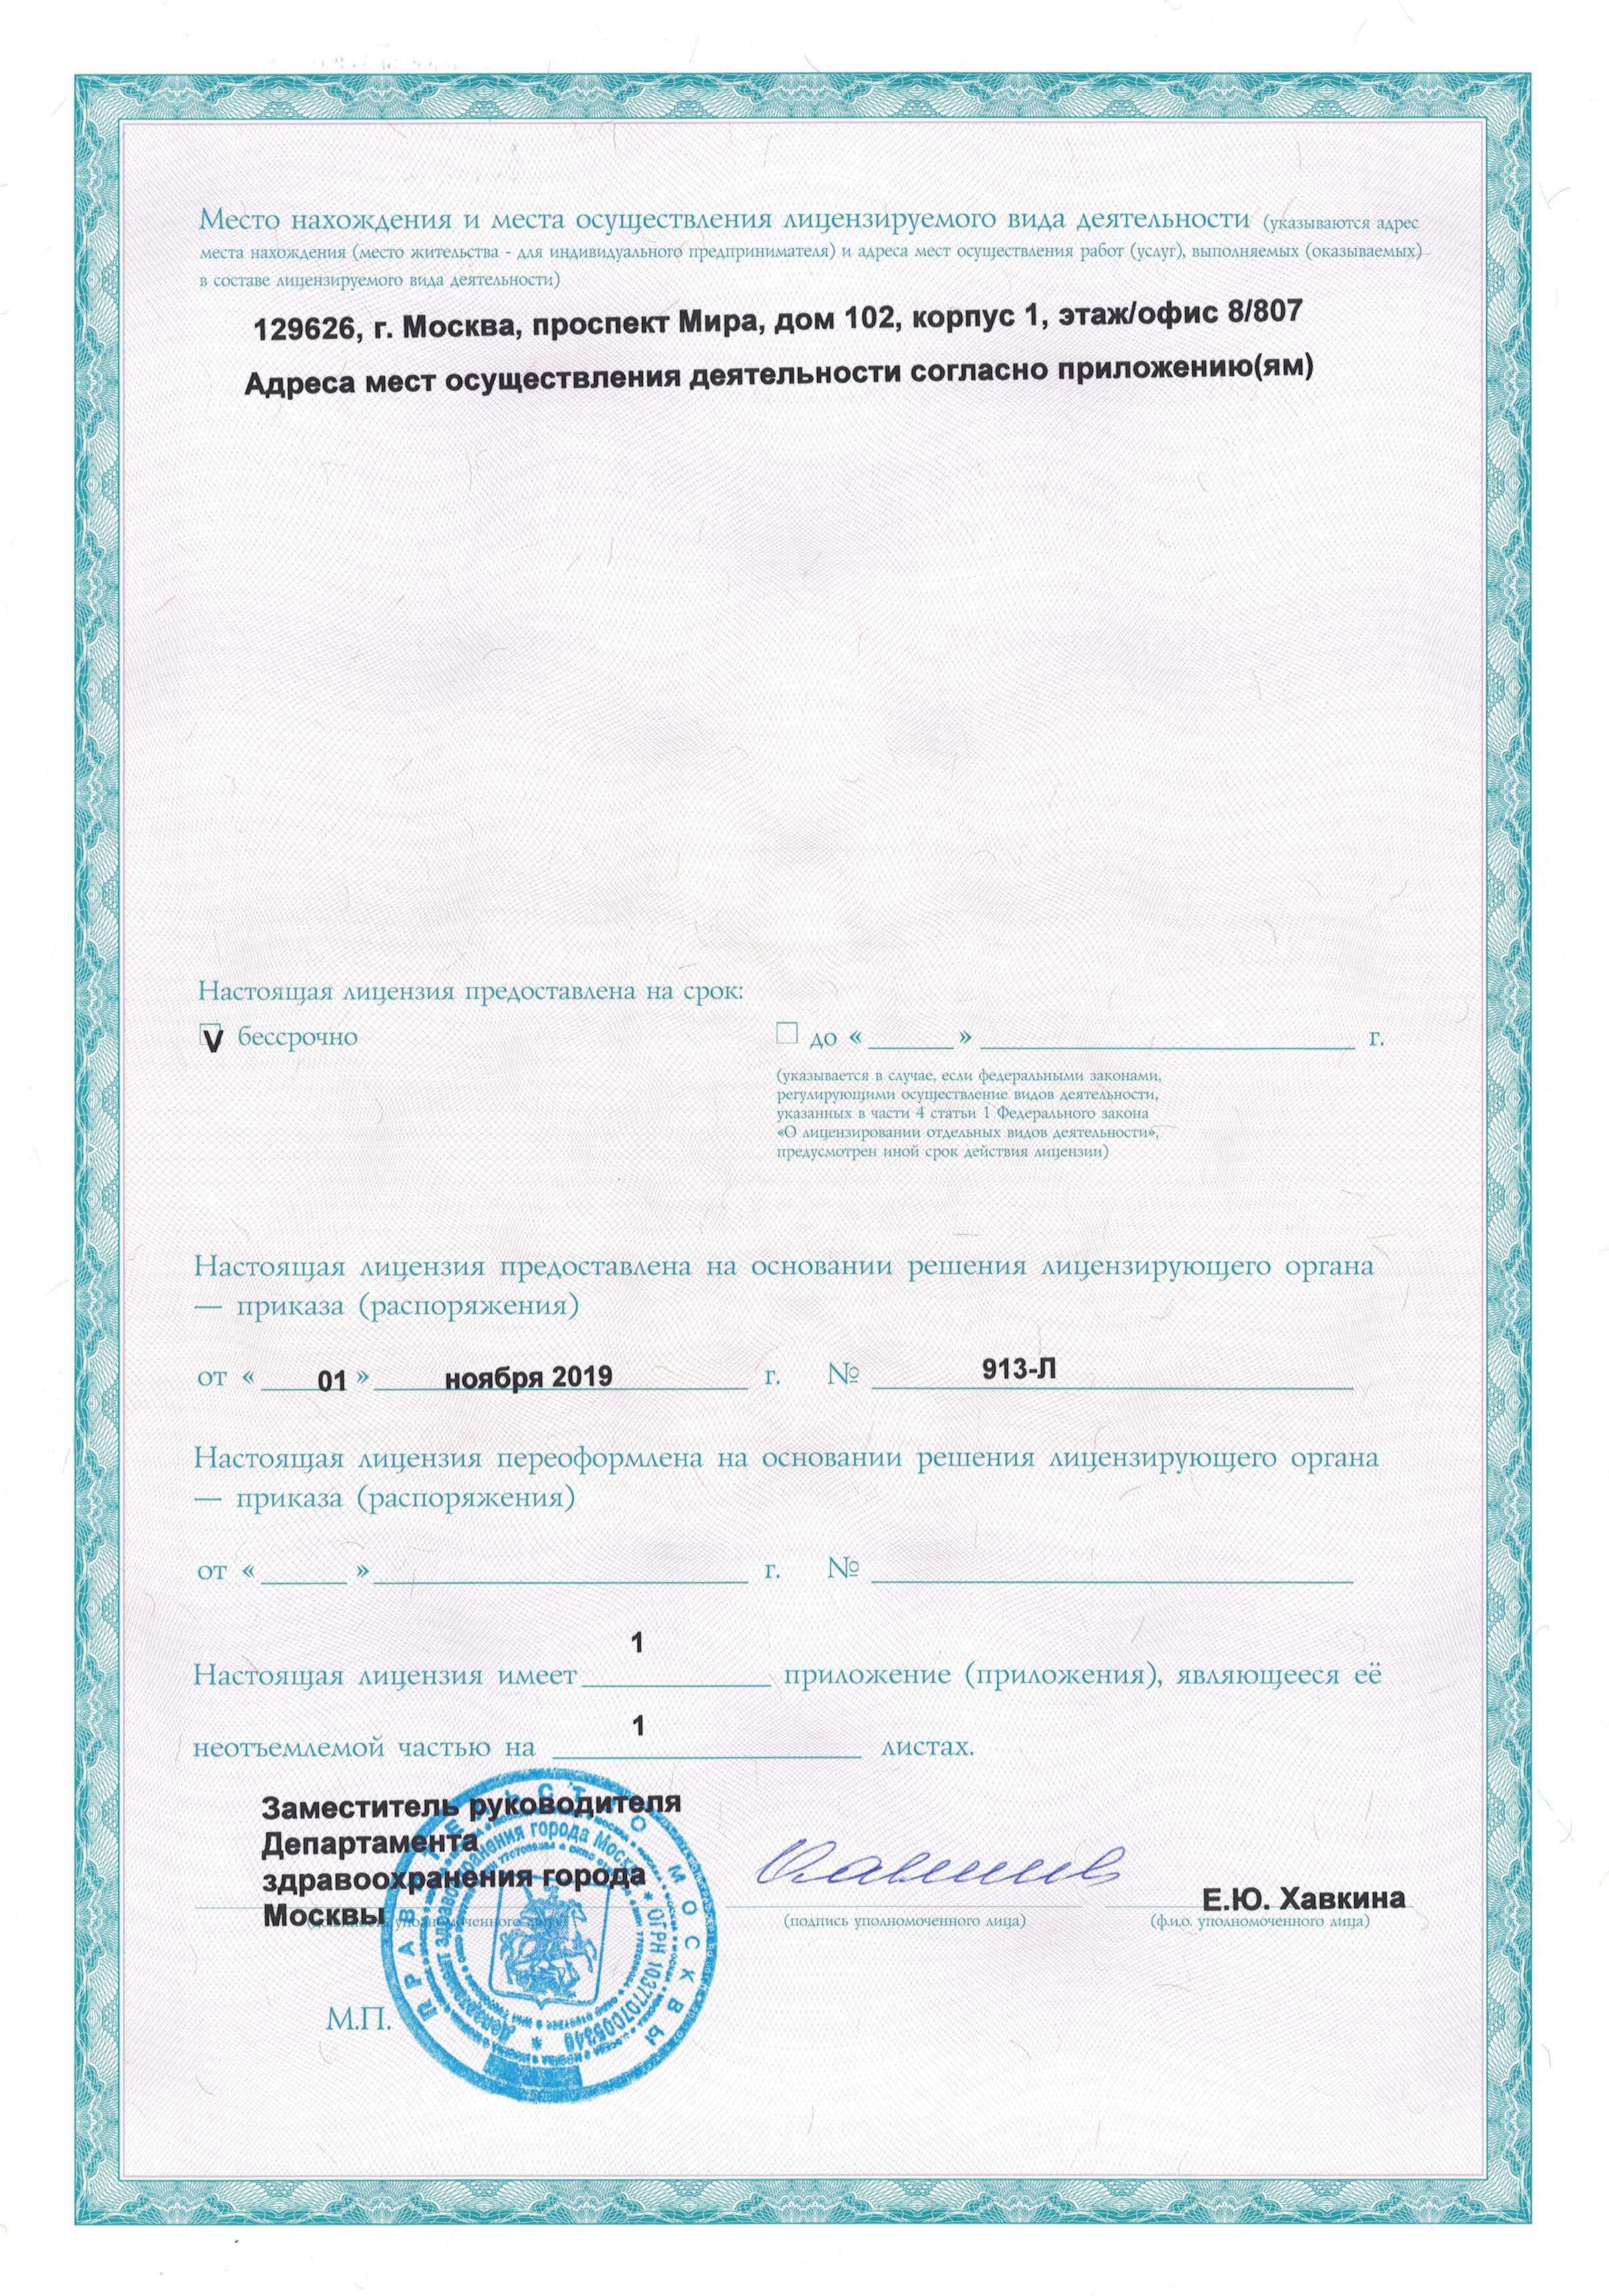 Место нахождения и места осуществления лицензируемого вида деятельности (указываются адрес
места нахождения (место жительства - для индивидуального предпринимателя) и адреса мест осуществления работ (услуг), выполняемых (оказываемых)
в составе лицензируемого вида деятельности)
129626, г. Москва, проспект Мира, дом 102, корпус 1, этаж/офис 8/807
Адреса мест осуществления деятельности согласно приложению(ям)
Настоящая лицензия предоставлена на срок:
V бессрочно до « » г.
(указывается в случае, если федеральными законами,
регулирующими осуществление видов деятельности,
указанных в части 4 статьи 1 Федерального закона
«О лицензировании отдельных видов деятельности»,
предусмотрен иной срок действия лицензии)
Настоящая лицензия предоставлена на основании решения лицензирующего органа
— приказа (распоряжения)
от « 01 » ноября 2019 г. № 913-Л
Настоящая лицензия переоформлена на основании решения лицензирующего органа
— приказа (распоряжения)
от « » г. №
Настоящая лицензия имеет 1 приложение (приложения), являющееся её
неотъемлемой частью на 1 листах.
Заместитель руководителя
Департамента
здравоохранения города
Москвы
Е.Ю. Хавкина
(подпись уполномоченного лица) (ф.и.о. уполномоченного лица)
М.П.
ПРАВИТЕЛЬСТВО МОСКВЫ
Департамент здравоохранения города Москвы * ОГРН 1037707005346 *